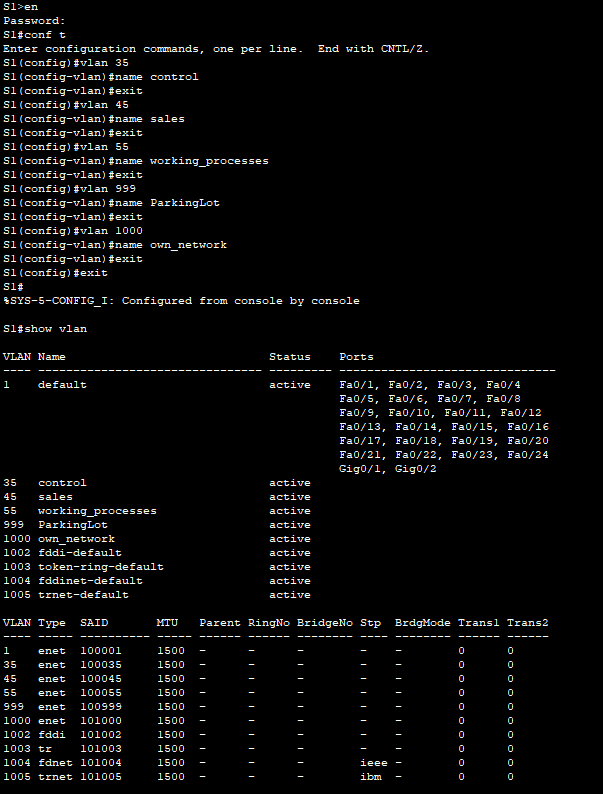 S1>en
Password:
S1#conf t
Enter configuration commands, one per line.  End with CNTL/Z.
S1(config)#vlan 35
S1(config-vlan)#name control
S1(config-vlan)#exit
S1(config)#vlan 45
S1(config-vlan)#name sales
S1(config-vlan)#exit
S1(config)#vlan 55
S1(config-vlan)#name working_processes
S1(config-vlan)#exit
S1(config)#vlan 999
S1(config-vlan)#name ParkingLot
S1(config-vlan)#exit
S1(config)#vlan 1000
S1(config-vlan)#name own_network
S1(config-vlan)#exit
S1(config)#exit
S1#
%SYS-5-CONFIG_I: Configured from console by console
S1#show vlan
VLAN Name                             Status    Ports
---- -------------------------------- --------- -------------------------------
1    default                          active    Fa0/1, Fa0/2, Fa0/3, Fa0/4
                                                Fa0/5, Fa0/6, Fa0/7, Fa0/8
                                                Fa0/9, Fa0/10, Fa0/11, Fa0/12
                                                Fa0/13, Fa0/14, Fa0/15, Fa0/16
                                                Fa0/17, Fa0/18, Fa0/19, Fa0/20
                                                Fa0/21, Fa0/22, Fa0/23, Fa0/24
                                                Gig0/1, Gig0/2
35   control                          active
45   sales                            active
55   working_processes                active
999  ParkingLot                       active
1000 own_network                      active
1002 fddi-default                     active
1003 token-ring-default               active
1004 fddinet-default                  active
1005 trnet-default                    active
VLAN Type  SAID       MTU   Parent RingNo BridgeNo Stp  BrdgMode Trans1 Trans2
---- ----- ---------- ----- ------ ------ -------- ---- -------- ------ ------
1    enet  100001     1500  -      -      -        -    -        0      0
35   enet  100035     1500  -      -      -        -    -        0      0
45   enet  100045     1500  -      -      -        -    -        0      0
55   enet  100055     1500  -      -      -        -    -        0      0
999  enet  100999     1500  -      -      -        -    -        0      0
1000 enet  101000     1500  -      -      -        -    -        0      0
1002 fddi  101002     1500  -      -      -        -    -        0      0
1003 tr    101003     1500  -      -      -        -    -        0      0
1004 fdnet 101004     1500  -      -      -        ieee -        0      0
1005 trnet 101005     1500  -      -      -        ibm  -        0      0